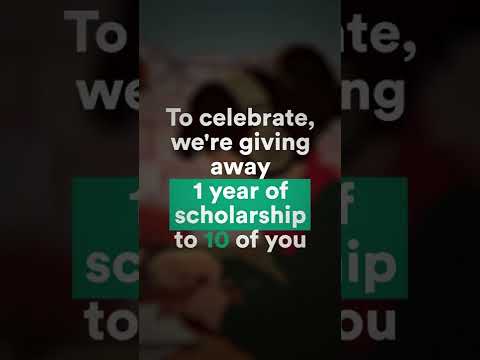 To celebrate,
we're giving
away
1 year of
scholarship
to 10 of you